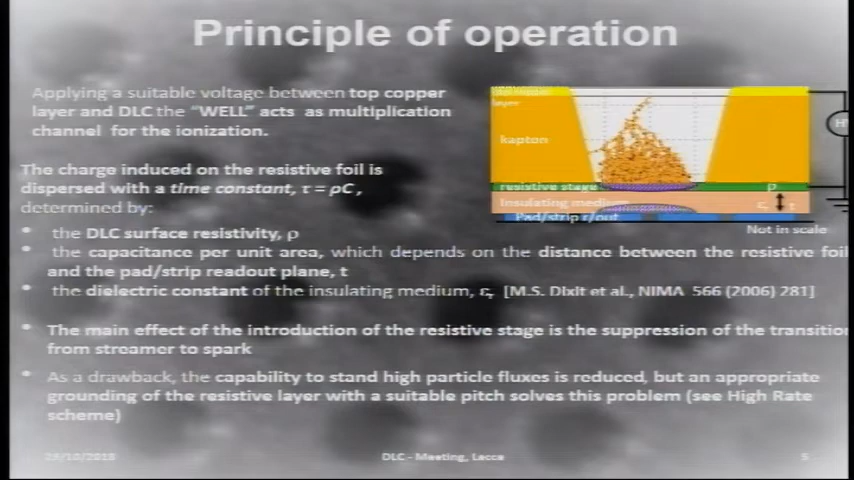 Principle of operation
Applying a suitable voltage between top copper
layer and DLC the “WELL” acts as multiplication
channel for the ionization.
The charge induced on the resistive foil is
dispersed with a time constant, τ = ρC ,
determined by:
• the DLC surface resistivity, ρ
• the capacitance per unit area, which depends on the distance between the resistive foil
and the pad/strip readout plane, t
• the dielectric constant of the insulating medium, εr [M.S. Dixit et al., NIMA 566 (2006) 281]
• The main effect of the introduction of the resistive stage is the suppression of the transition
from streamer to spark
• As a drawback, the capability to stand high particle fluxes is reduced, but an appropriate
grounding of the resistive layer with a suitable pitch solves this problem (see High Rate
scheme)
layer
kapton
resistive stage
ρ
Insulating medium
εr t
Pad/strip r/out
Not in scale
DLC - Meeting, Lecce
5